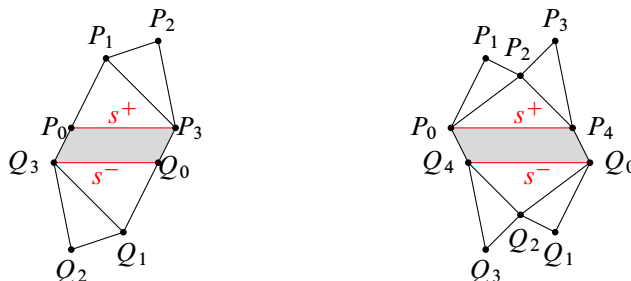 P₂ P₃
P₁ P₁ P₂
s⁺ s⁺
P₀ P₃ P₀ P₄
Q₃ Q₀ Q₄ Q₀
s⁻ s⁻
Q₂ Q₁ Q₂ Q₁
Q₃